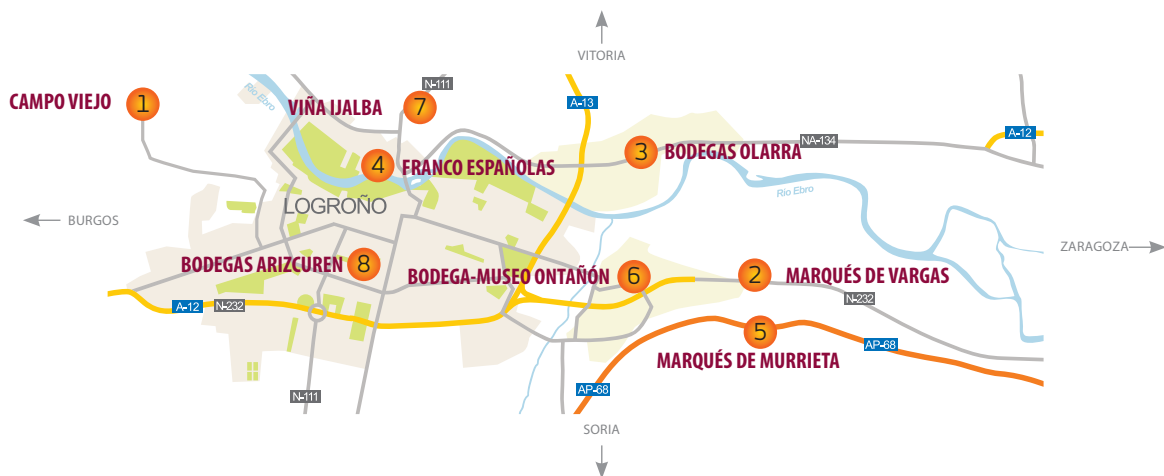 VITORIA
N-111
Río Ebro
CAMPO VIEJO
1
VIÑA IJALBA
7
A-13
A-12
3
BODEGAS OLARRA
NA-134
4
FRANCO ESPAÑOLAS
Río Ebro
LOGROÑO
BURGOS
ZARAGOZA
BODEGAS ARIZCUREN
8
BODEGA-MUSEO ONTAÑÓN
6
2
MARQUÉS DE VARGAS
A-12
N-232
N-232
5
MARQUÉS DE MURRIETA
AP-68
AP-68
N-111
SORIA